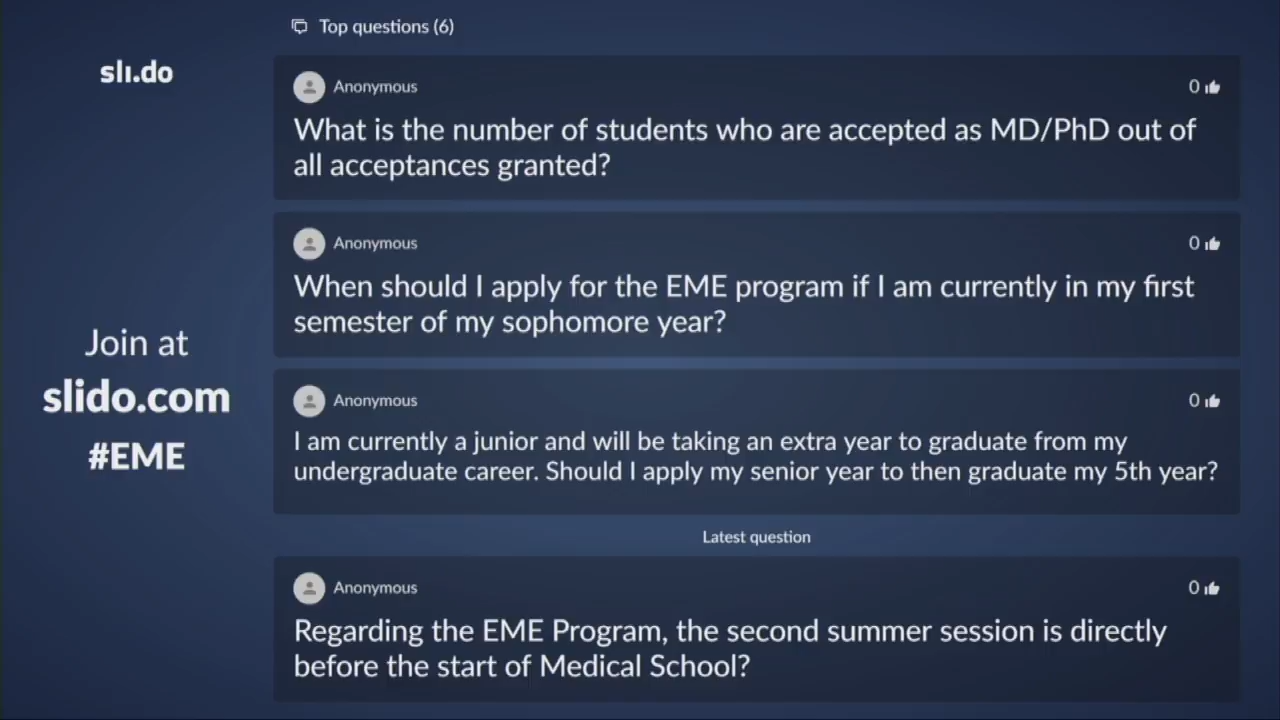 Top questions (6)
sli.do
Anonymous
0
What is the number of students who are accepted as MD/PhD out of
all acceptances granted?
Anonymous
0
When should I apply for the EME program if I am currently in my first
semester of my sophomore year?
Join at
slido.com
#EME
Anonymous
0
I am currently a junior and will be taking an extra year to graduate from my
undergraduate career. Should I apply my senior year to then graduate my 5th year?
Latest question
Anonymous
0
Regarding the EME Program, the second summer session is directly
before the start of Medical School?